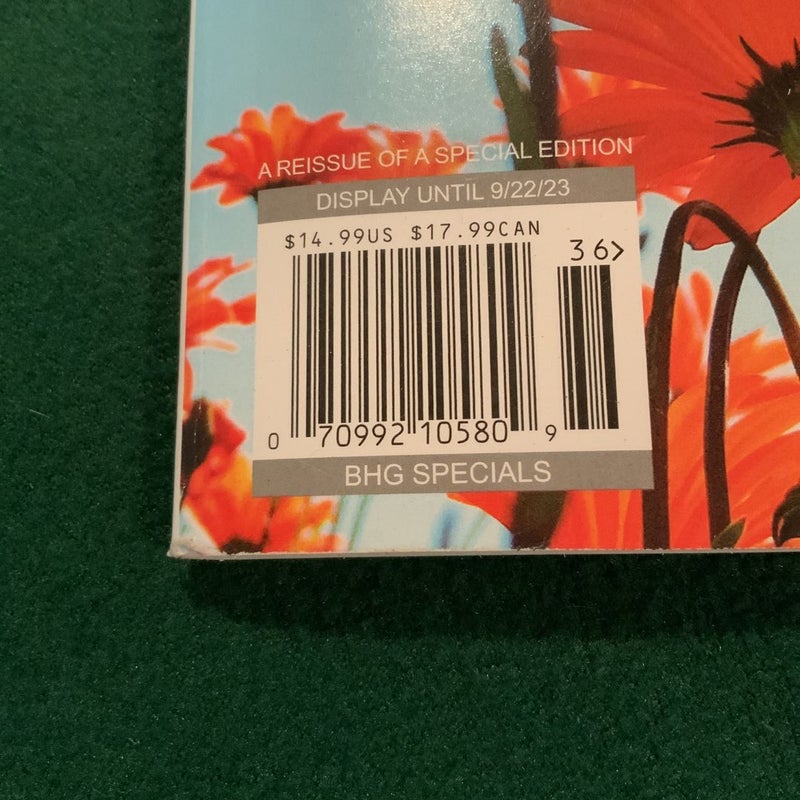 A REISSUE OF A SPECIAL EDITION
DISPLAY UNTIL 9/22/23
$14.99US $17.99CAN
36>
0 70992 10580 9
BHG SPECIALS